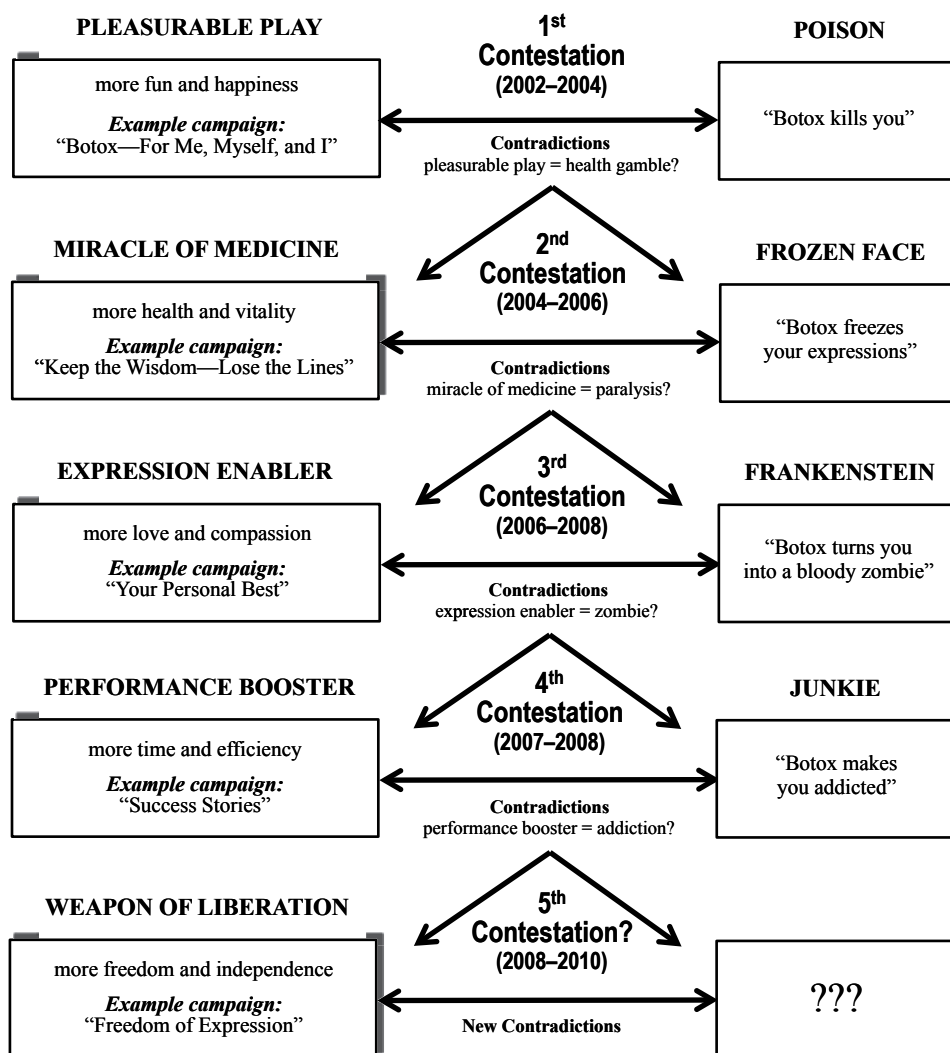 PLEASURABLE PLAY
1st
Contestation
(2002–2004)
POISON
more fun and happiness
Example campaign:
“Botox—For Me, Myself, and I”
“Botox kills you”
Contradictions
pleasurable play = health gamble?
MIRACLE OF MEDICINE
2nd
Contestation
(2004–2006)
FROZEN FACE
more health and vitality
Example campaign:
“Keep the Wisdom—Lose the Lines”
“Botox freezes
your expressions”
Contradictions
miracle of medicine = paralysis?
EXPRESSION ENABLER
3rd
Contestation
(2006–2008)
FRANKENSTEIN
more love and compassion
Example campaign:
“Your Personal Best”
“Botox turns you
into a bloody zombie”
Contradictions
expression enabler = zombie?
PERFORMANCE BOOSTER
4th
Contestation
(2007–2008)
JUNKIE
more time and efficiency
Example campaign:
“Success Stories”
“Botox makes
you addicted”
Contradictions
performance booster = addiction?
WEAPON OF LIBERATION
5th
Contestation?
(2008–2010)
more freedom and independence
Example campaign:
“Freedom of Expression”
???
New Contradictions